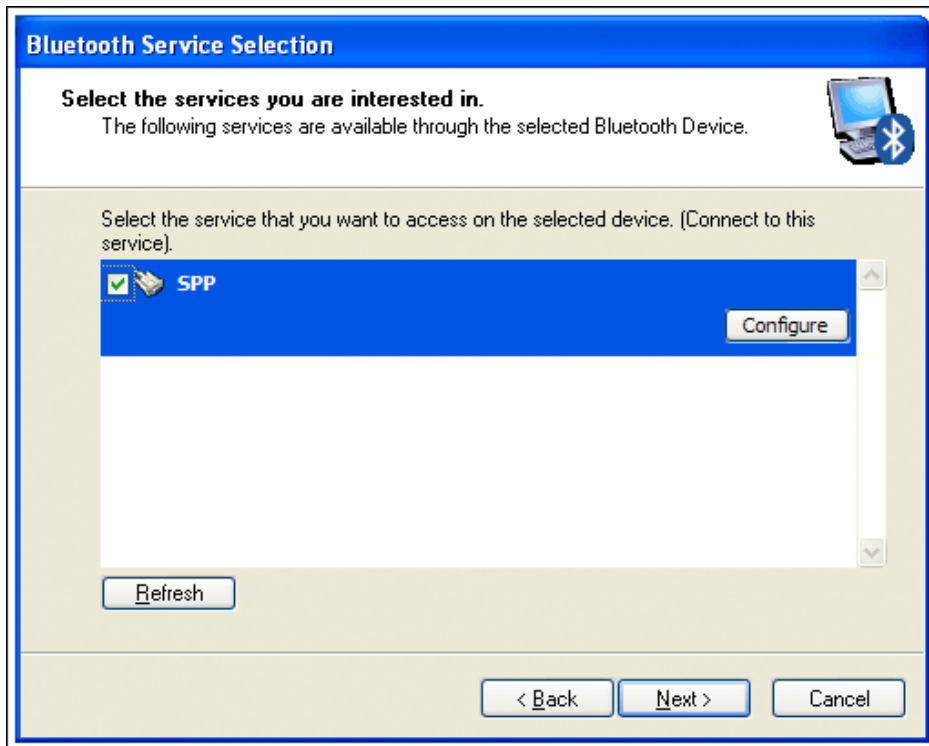 Bluetooth Service Selection
Select the services you are interested in.
The following services are available through the selected Bluetooth Device.
Select the service that you want to access on the selected device. (Connect to this
service).
SPP
Configure
Refresh
< Back
Next >
Cancel